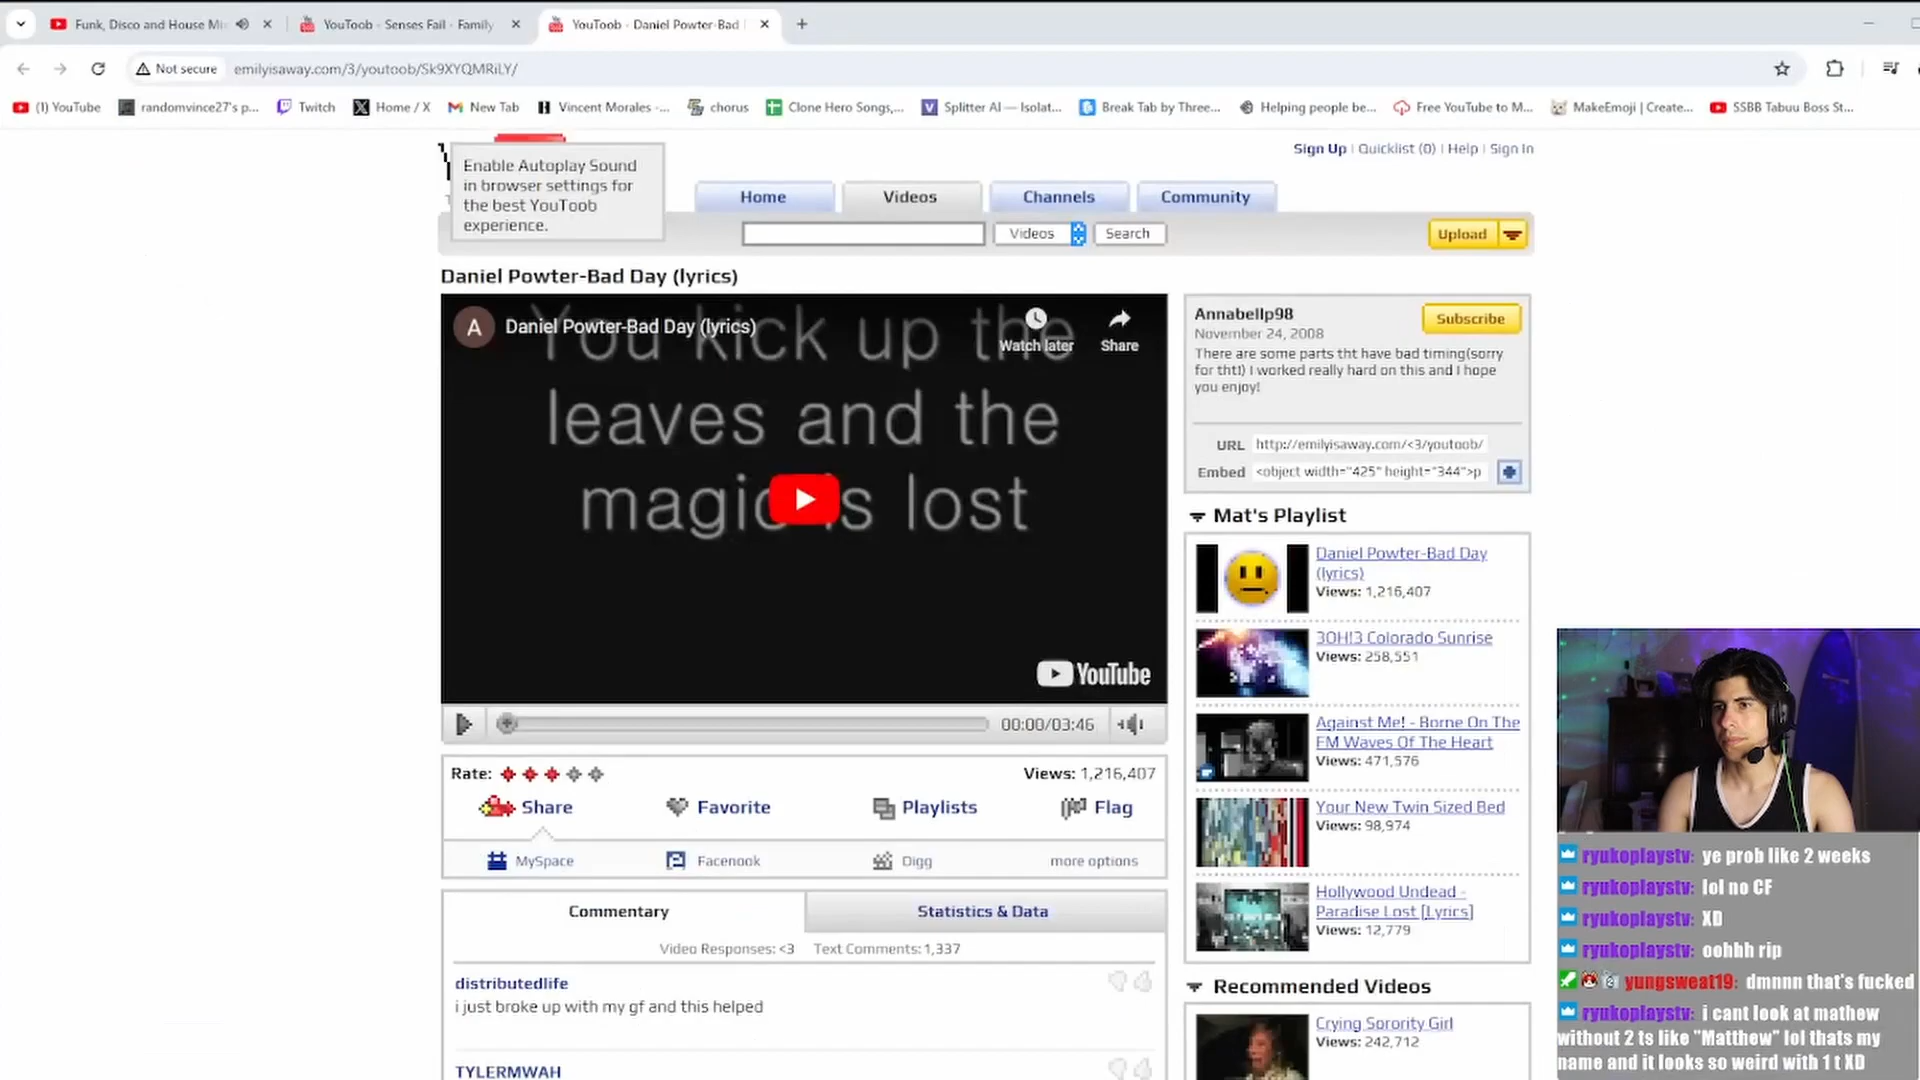 Funk, Disco and House Mi
YouToob - Senses Fail - Family
YouToob - Daniel Powter-Bad
Not secure
emilyisaway.com/3/youtoob/Sk9XYQMRiLY/
(1) YouTube
randomvince27's p...
Twitch
Home / X
New Tab
Vincent Morales -...
chorus
Clone Hero Songs,...
Splitter AI — Isolat...
Break Tab by Three...
Helping people be...
Free YouTube to M...
MakeEmoji | Create...
SSBB Tabuu Boss St...
Enable Autoplay Sound
in browser settings for
the best YouToob
experience.
Sign Up | Quicklist (0) | Help | Sign In
Home
Videos
Channels
Community
Videos
Search
Upload
Daniel Powter-Bad Day (lyrics)
A
Daniel Powter-Bad Day (lyrics)
Watch later
Share
You kick up the
leaves and the
magic is lost
YouTube
00:00/03:46
Rate:
Views: 1,216,407
Share
Favorite
Playlists
Flag
MySpace
Facenook
Digg
more options
Commentary
Statistics & Data
Video Responses: <3
Text Comments: 1,337
distributedlife
i just broke up with my gf and this helped
TYLERMWAH
Annabellp98
Subscribe
November 24, 2008
There are some parts tht have bad timing(sorry
for tht!) I worked really hard on this and I hope
you enjoy!
URL
http://emilyisaway.com/<3/youtoob/
Embed
<object width="425" height="344">p
Mat's Playlist
Daniel Powter-Bad Day
(lyrics)
Views: 1,216,407
3OH!3 Colorado Sunrise
Views: 258,551
Against Me! - Borne On The
FM Waves Of The Heart
Views: 471,576
Your New Twin Sized Bed
Views: 98,974
Hollywood Undead -
Paradise Lost [Lyrics]
Views: 12,779
Recommended Videos
Crying Sorority Girl
Views: 242,712
ryukoplaystv: ye prob like 2 weeks
ryukoplaystv: lol no CF
ryukoplaystv: XD
ryukoplaystv: oohhh rip
yungsweat19: dmnnn that's fucked
ryukoplaystv: i cant look at mathew
without 2 ts like "Matthew" lol thats my
name and it looks so weird with 1 t XD